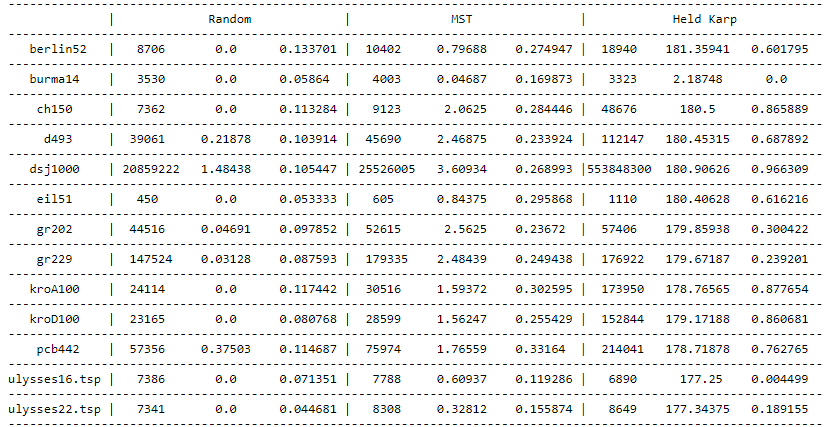 | Random | MST | Held Karp
berlin52 | 8706 0.0 0.133701 | 10402 0.79688 0.274947 | 18940 181.35941 0.601795
burma14 | 3530 0.0 0.05864 | 4003 0.04687 0.169873 | 3323 2.18748 0.0
ch150 | 7362 0.0 0.113284 | 9123 2.0625 0.284446 | 48676 180.5 0.865889
d493 | 39061 0.21878 0.103914 | 45690 2.46875 0.233924 | 112147 180.45315 0.687892
dsj1000 | 20859222 1.48438 0.105447 | 25526005 3.60934 0.268993 |553848300 180.90626 0.966309
eil51 | 450 0.0 0.053333 | 605 0.84375 0.295868 | 1110 180.40628 0.616216
gr202 | 44516 0.04691 0.097852 | 52615 2.5625 0.23672 | 57406 179.85938 0.300422
gr229 | 147524 0.03128 0.087593 | 179335 2.48439 0.249438 | 176922 179.67187 0.239201
kroA100 | 24114 0.0 0.117442 | 30516 1.59372 0.302595 | 173950 178.76565 0.877654
kroD100 | 23165 0.0 0.080768 | 28599 1.56247 0.255429 | 152844 179.17188 0.860681
pcb442 | 57356 0.37503 0.114687 | 75974 1.76559 0.33164 | 214041 178.71878 0.762765
ulysses16.tsp | 7386 0.0 0.071351 | 7788 0.60937 0.119286 | 6890 177.25 0.004499
ulysses22.tsp | 7341 0.0 0.044681 | 8308 0.32812 0.155874 | 8649 177.34375 0.189155